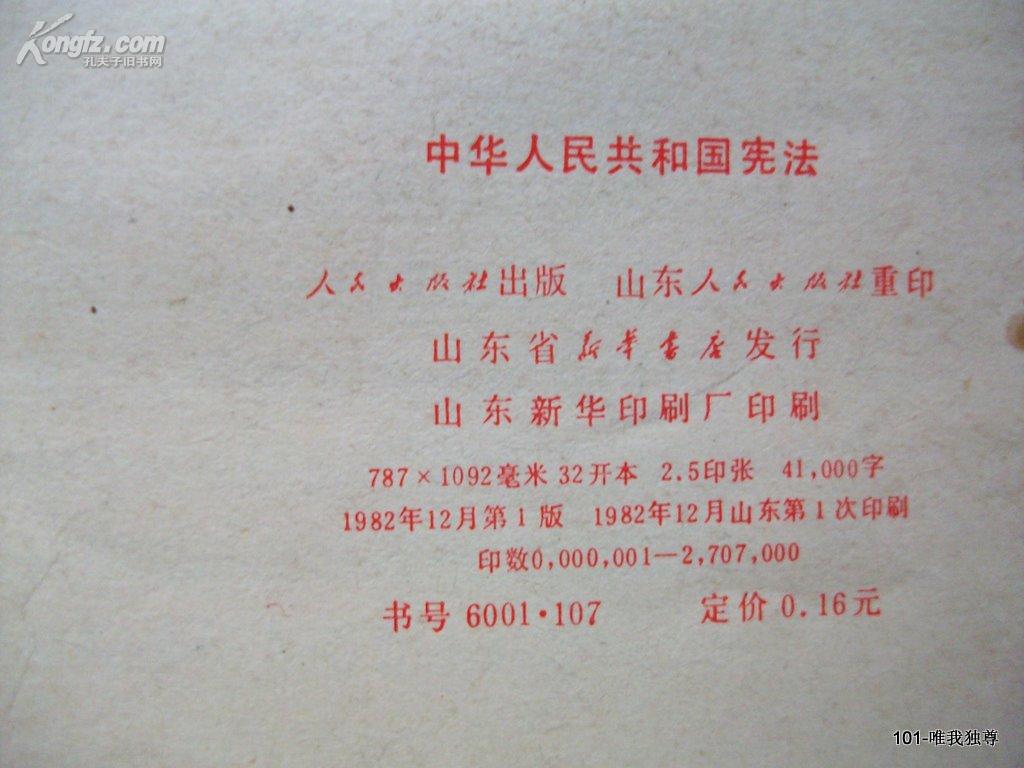 Kongfz.com
孔夫子旧书网
中华人民共和国宪法
人民出版社出版 山东人民出版社重印
山东省新华书店发行
山东新华印刷厂印刷
787×1092毫米 32开本 2.5印张 41,000字
1982年12月第1版 1982年12月山东第1次印刷
印数0,000,001—2,707,000
书号 6001·107 定价 0.16元
101-唯我独尊